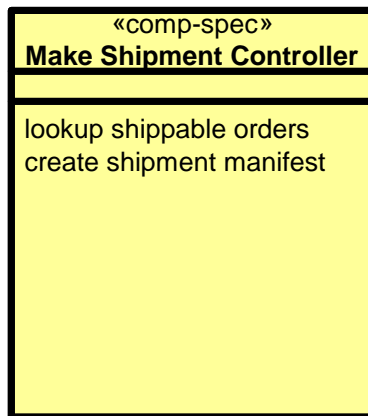 «comp-spec»
Make Shipment Controller
lookup shippable orders
create shipment manifest